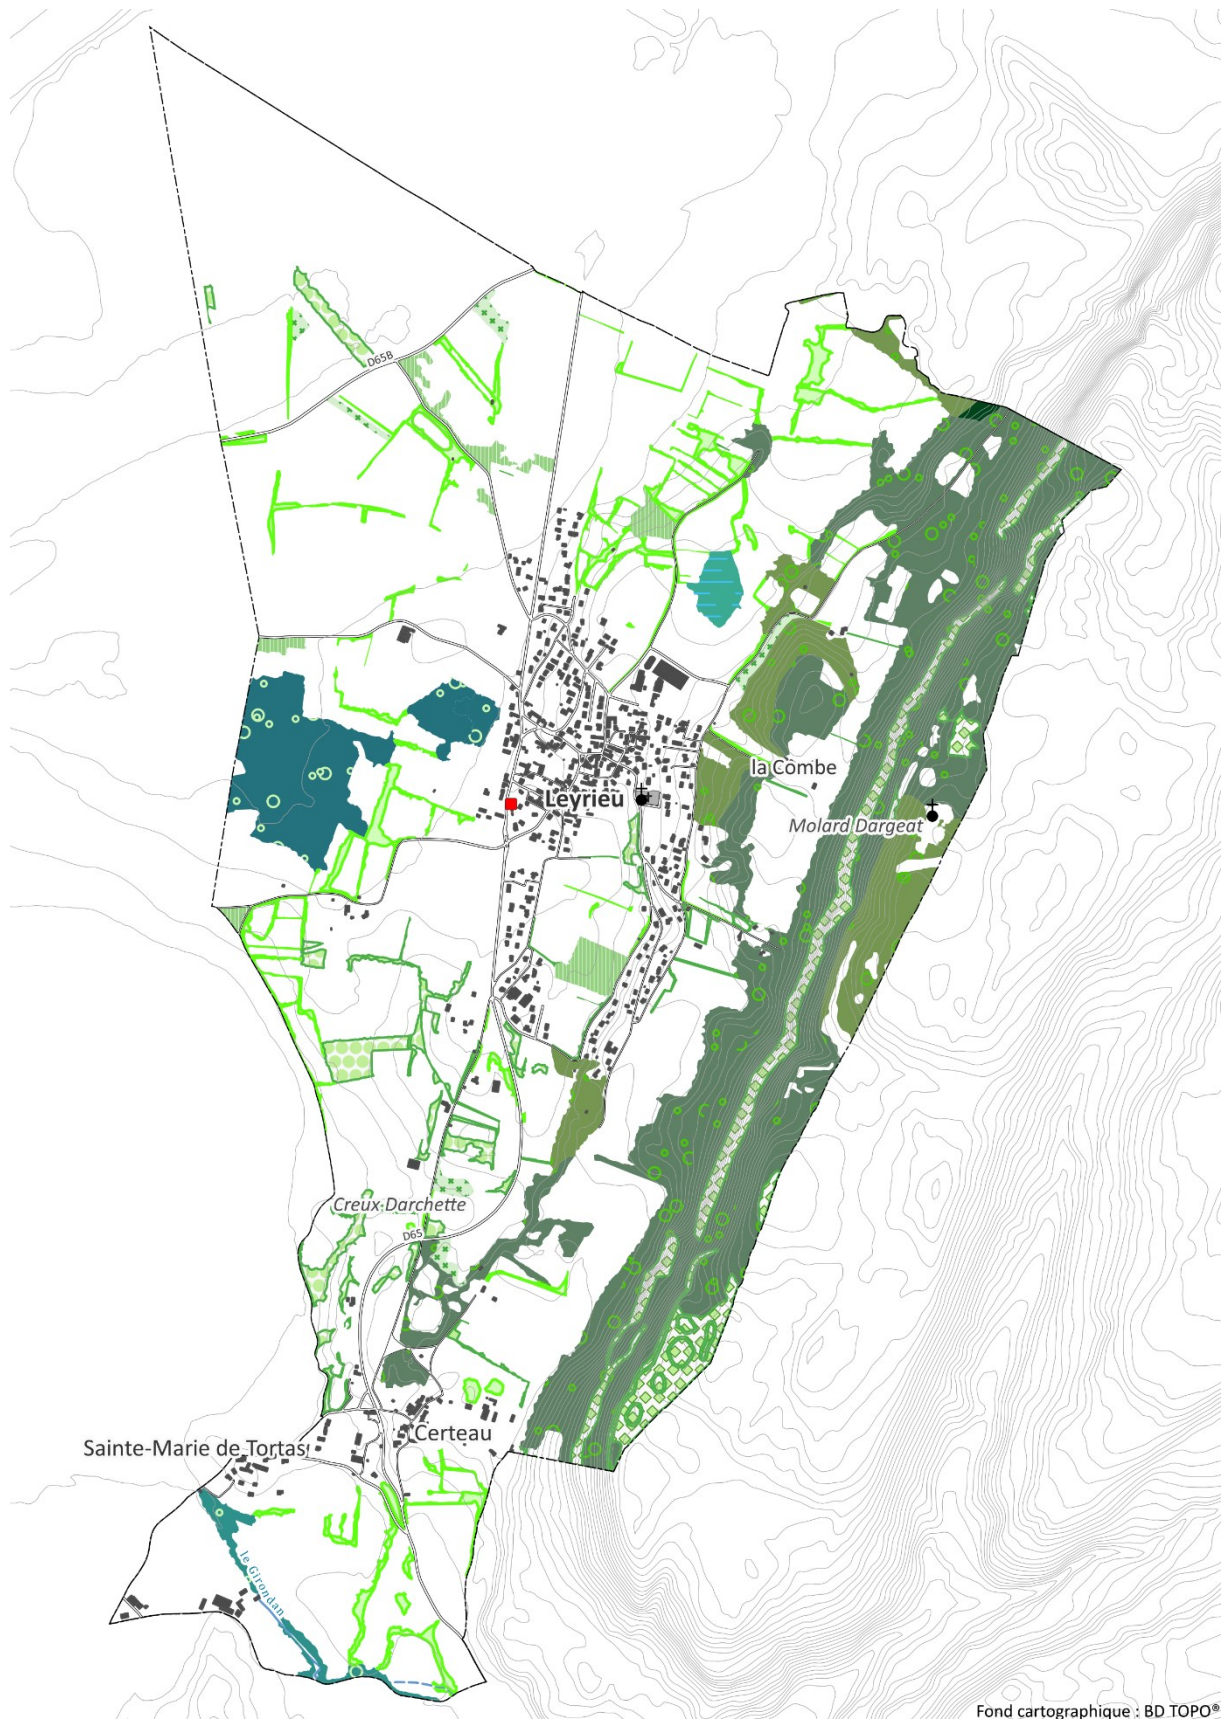 D65B
la Combe
Leyrieu
Molard Dargeat
Creux Darchette
D65
Certeau
Sainte-Marie de Tortas
le Girondan
Fond cartographique : BD TOPO®